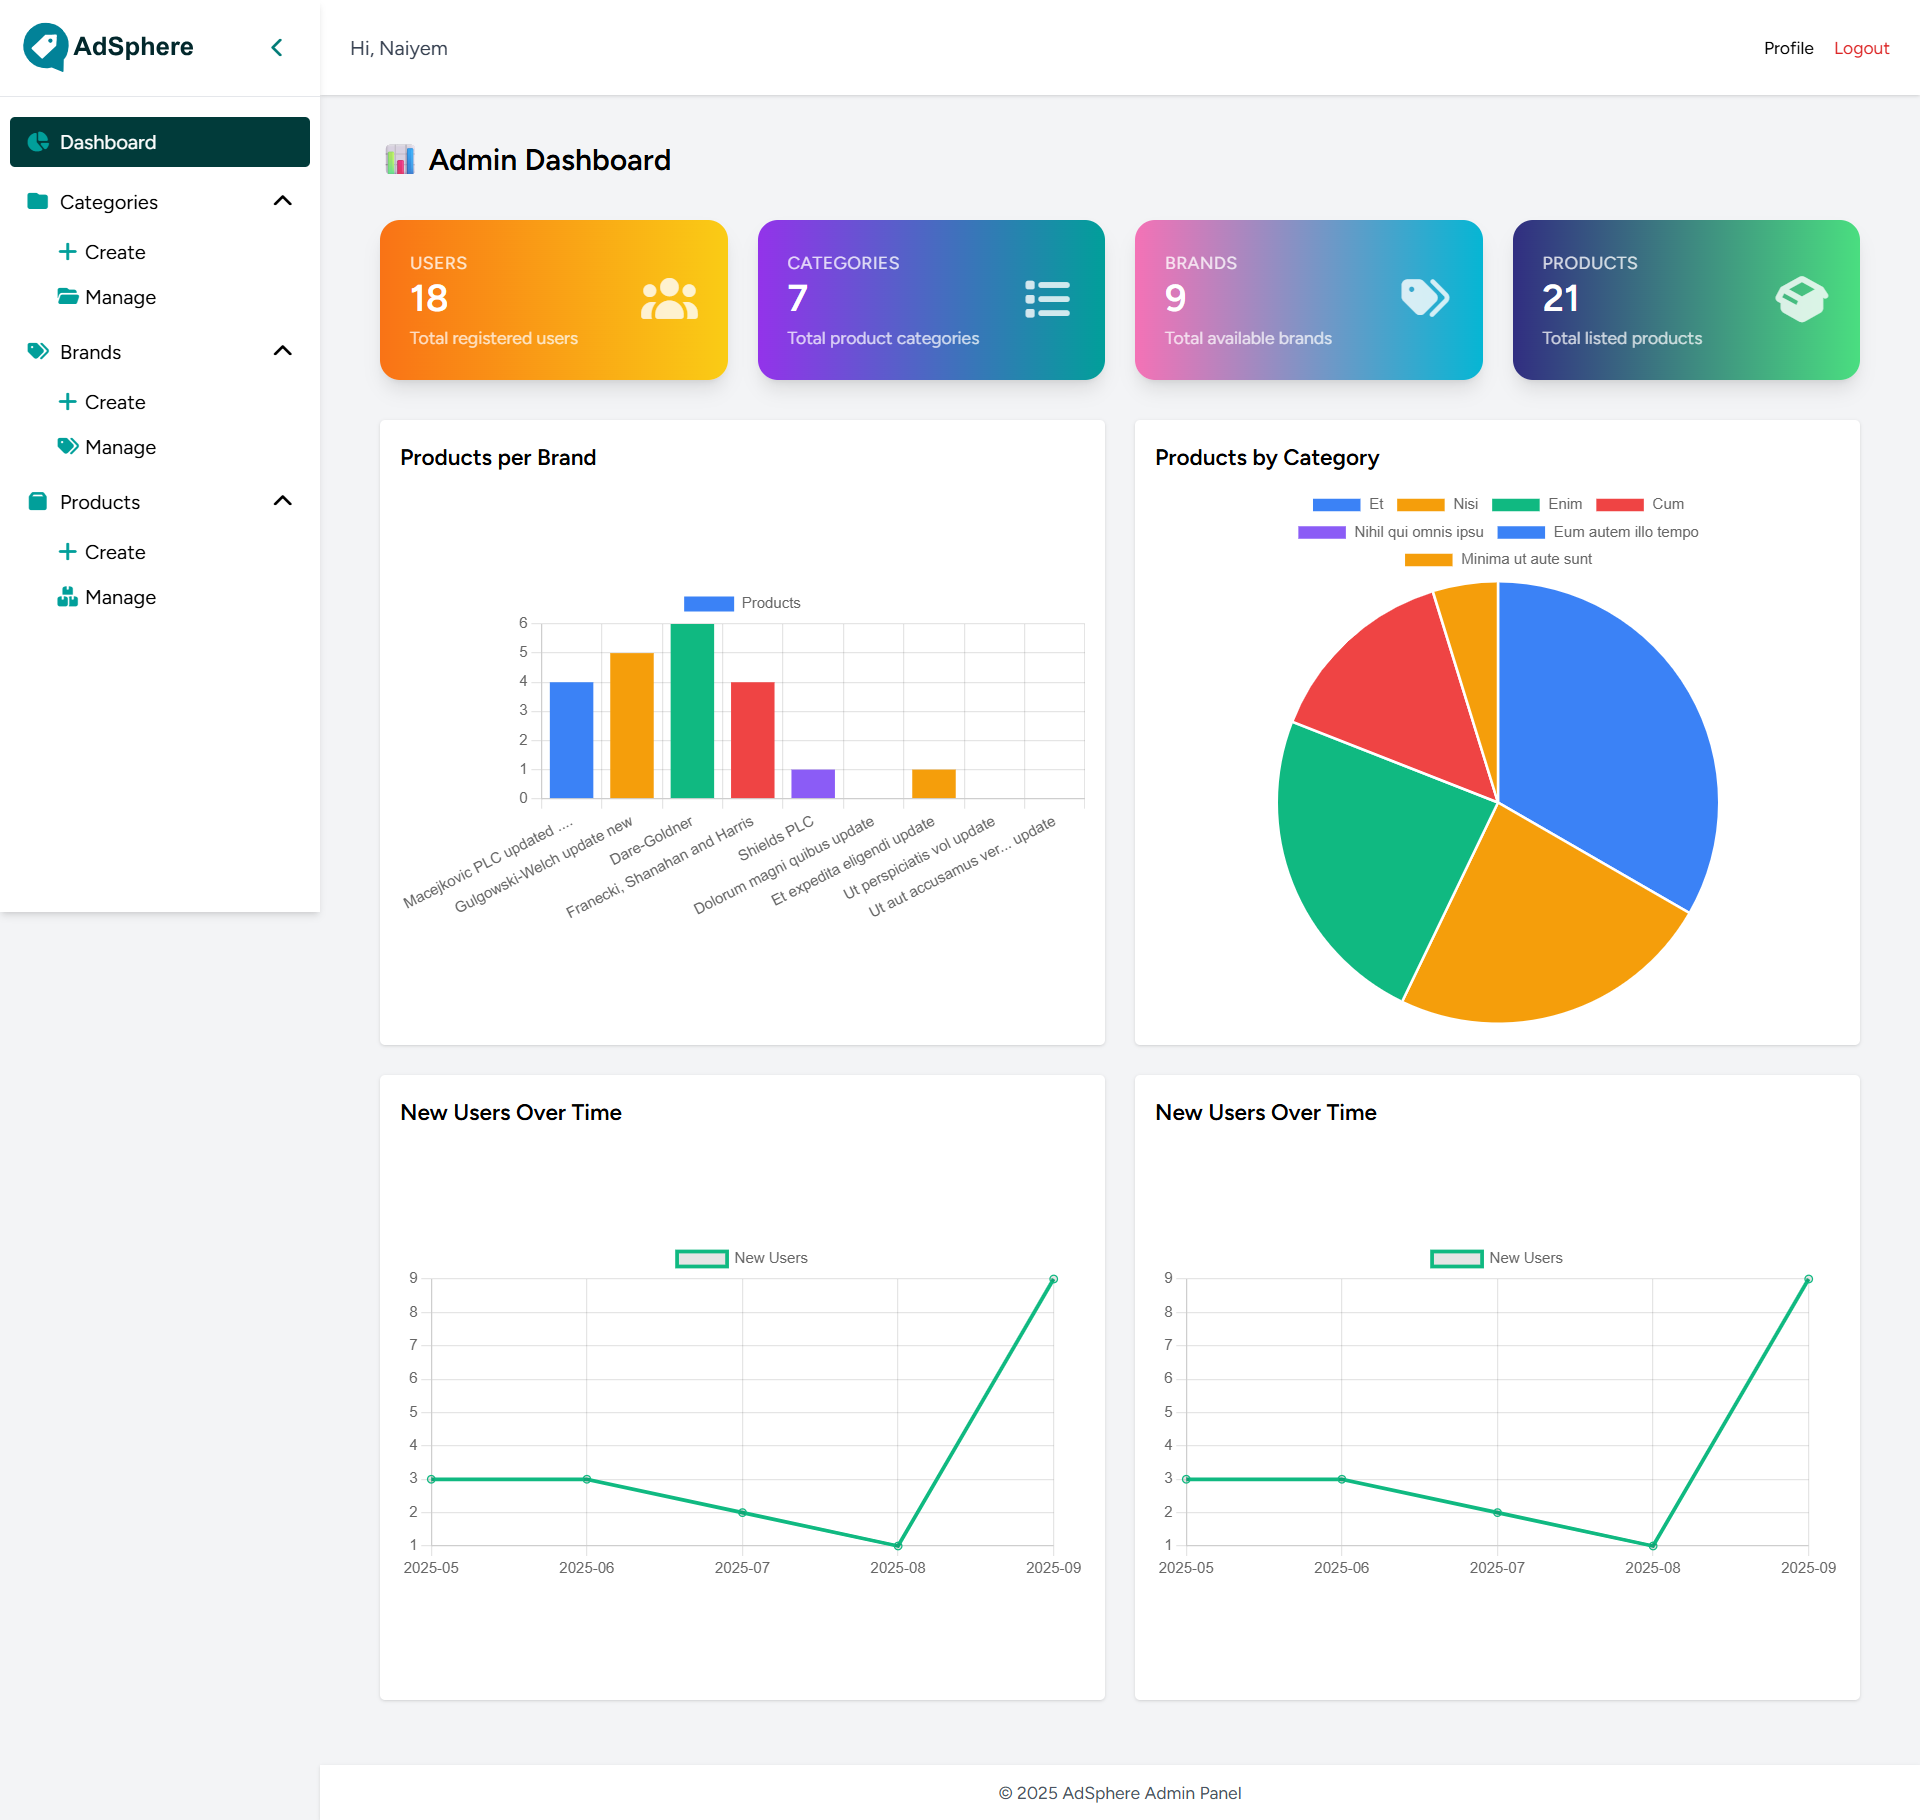 AdSphere
Hi, Naiyem
Profile
Logout
Dashboard
Categories
Create
Manage
Brands
Create
Manage
Products
Create
Manage
Admin Dashboard
USERS
18
Total registered users
CATEGORIES
7
Total product categories
BRANDS
9
Total available brands
PRODUCTS
21
Total listed products
Products per Brand
Products
6
5
4
3
2
1
0
Macejkovic PLC updated ....
Gulgowski-Welch update new
Dare-Goldner
Franecki, Shanahan and Harris
Shields PLC
Dolorum magni quibus update
Et expedita eligendi update
Ut perspiciatis vol update
Ut aut accusamus ver... update
Products by Category
Et
Nisi
Enim
Cum
Nihil qui omnis ipsu
Eum autem illo tempo
Minima ut aute sunt
New Users Over Time
New Users
9
8
7
6
5
4
3
2
1
2025-05
2025-06
2025-07
2025-08
2025-09
New Users Over Time
New Users
9
8
7
6
5
4
3
2
1
2025-05
2025-06
2025-07
2025-08
2025-09
© 2025 AdSphere Admin Panel